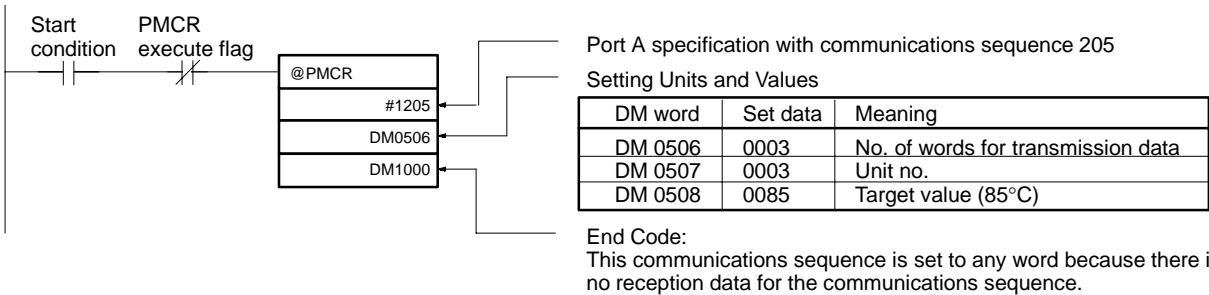 Start condition
PMCR execute flag
@PMCR
#1205
DM0506
DM1000
Port A specification with communications sequence 205
Setting Units and Values
DM word Set data Meaning
DM 0506 0003 No. of words for transmission data
DM 0507 0003 Unit no.
DM 0508 0085 Target value (85°C)
End Code:
This communications sequence is set to any word because there i
no reception data for the communications sequence.